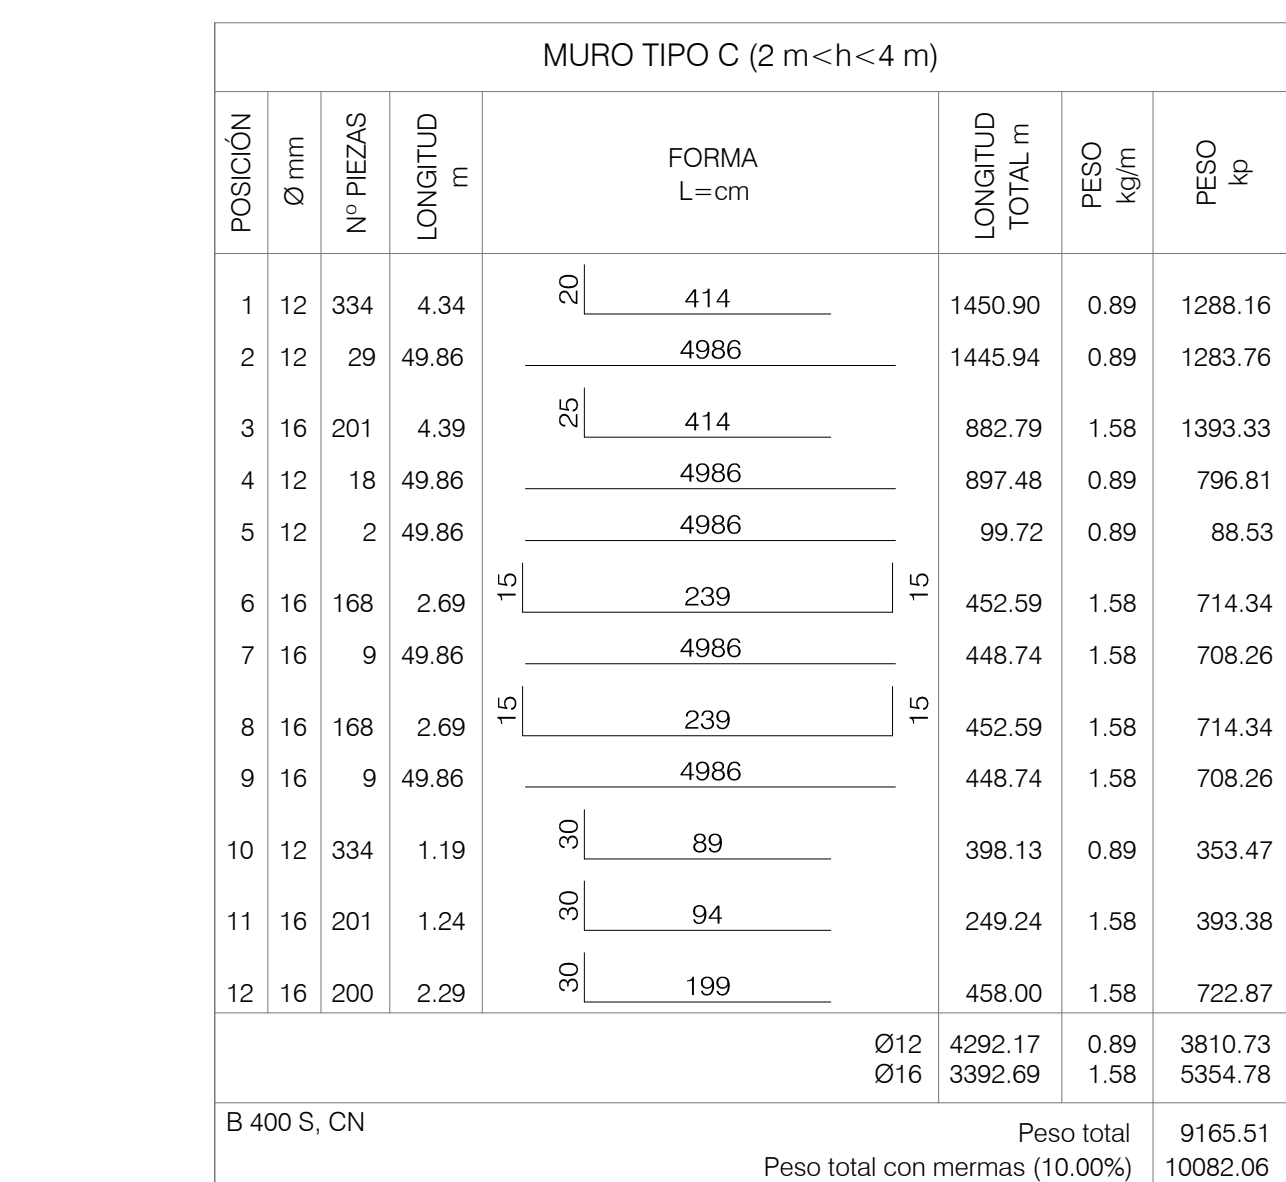 MURO TIPO C (2 m<h<4 m)
POSICIÓN Ø mm Nº PIEZAS LONGITUD m FORMA L=cm LONGITUD TOTAL m PESO kg/m PESO kp
1 12 334 4.34 20 414 1450.90 0.89 1288.16
2 12 29 49.86 4986 1445.94 0.89 1283.76
3 16 201 4.39 25 414 882.79 1.58 1393.33
4 12 18 49.86 4986 897.48 0.89 796.81
5 12 2 49.86 4986 99.72 0.89 88.53
6 16 168 2.69 15 239 15 452.59 1.58 714.34
7 16 9 49.86 4986 448.74 1.58 708.26
8 16 168 2.69 15 239 15 452.59 1.58 714.34
9 16 9 49.86 4986 448.74 1.58 708.26
10 12 334 1.19 30 89 398.13 0.89 353.47
11 16 201 1.24 30 94 249.24 1.58 393.38
12 16 200 2.29 30 199 458.00 1.58 722.87
Ø12 4292.17 0.89 3810.73
Ø16 3392.69 1.58 5354.78
B 400 S, CN
Peso total 9165.51
Peso total con mermas (10.00%) 10082.06